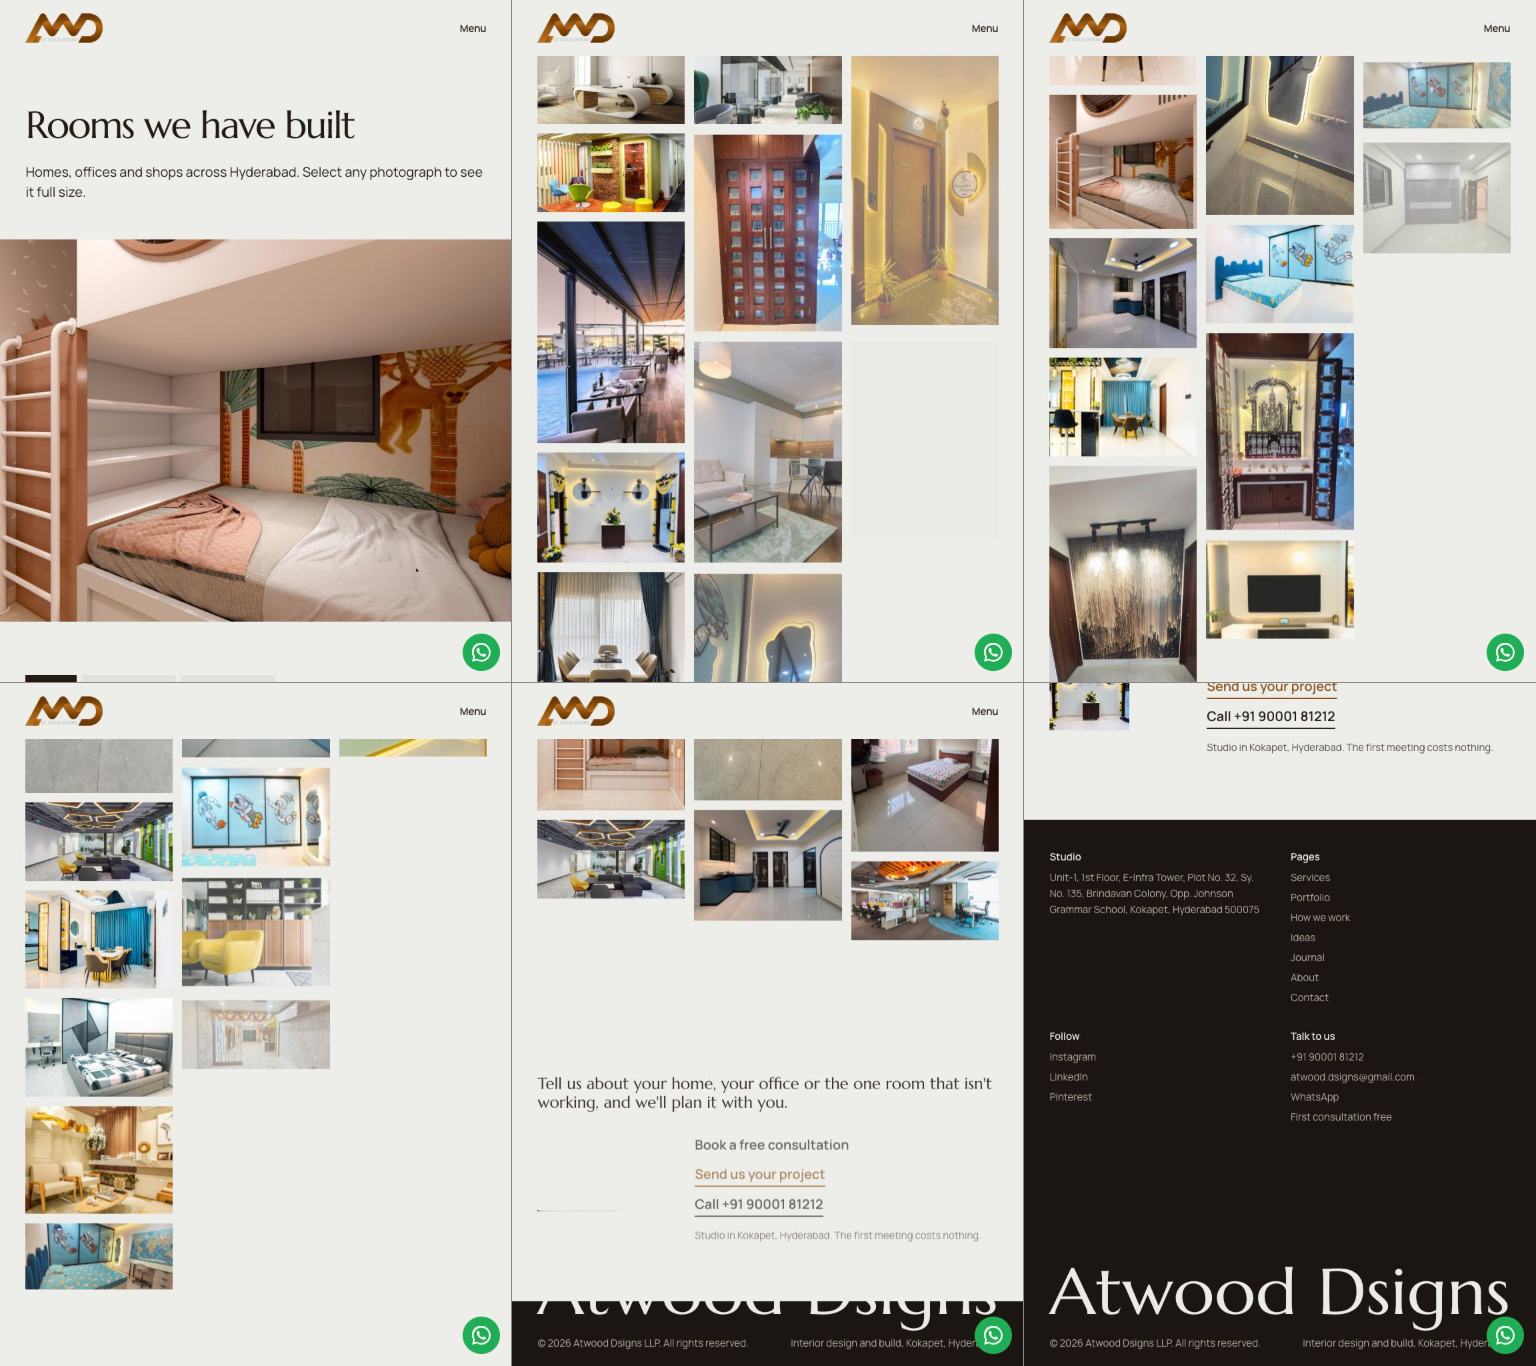 Menu
Rooms we have built
Homes, offices and shops across Hyderabad. Select any photograph to see
it full size.
Menu
Menu
Menu
Menu
Tell us about your home, your office or the one room that isn't
working, and we'll plan it with you.
Book a free consultation
Send us your project
Call +91 90001 81212
Studio in Kokapet, Hyderabad. The first meeting costs nothing.
Atwood Dsigns
© 2026 Atwood Dsigns LLP. All rights reserved.
Interior design and build, Kokapet,
Send us your project
Call +91 90001 81212
Studio in Kokapet, Hyderabad. The first meeting costs nothing.
Studio
Unit-1, 1st Floor, E-Infra Tower, Plot No. 32, Sy.
No. 135, Brindavan Colony, Opp. Johnson
Grammar School, Kokapet, Hyderabad 500075
Pages
Services
Portfolio
How we work
Ideas
Journal
About
Contact
Follow
Instagram
LinkedIn
Pinterest
Talk to us
+91 90001 81212
atwood.dsigns@gmail.com
WhatsApp
First consultation free
Atwood Dsigns
© 2026 Atwood Dsigns LLP. All rights reserved.
Interior design and build, Kokapet,